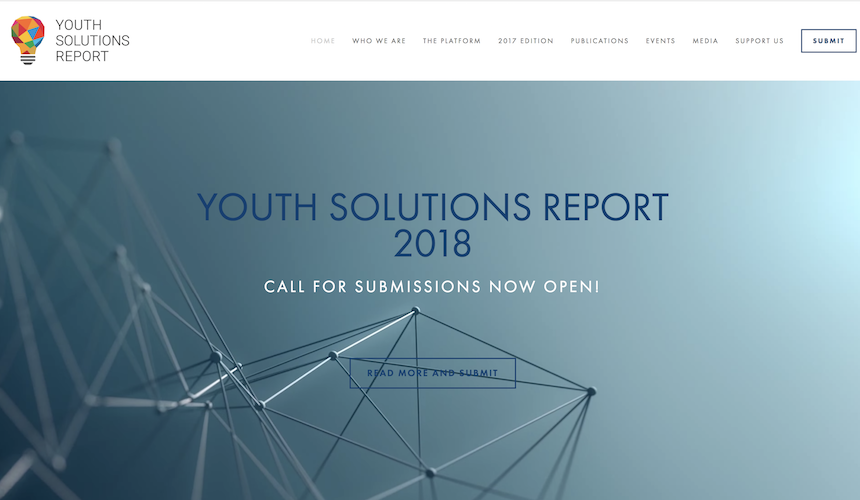 YOUTH
SOLUTIONS
REPORT
HOME WHO WE ARE THE PLATFORM 2017 EDITION PUBLICATIONS EVENTS MEDIA SUPPORT US SUBMIT
YOUTH SOLUTIONS REPORT
2018
CALL FOR SUBMISSIONS NOW OPEN!
READ MORE AND SUBMIT